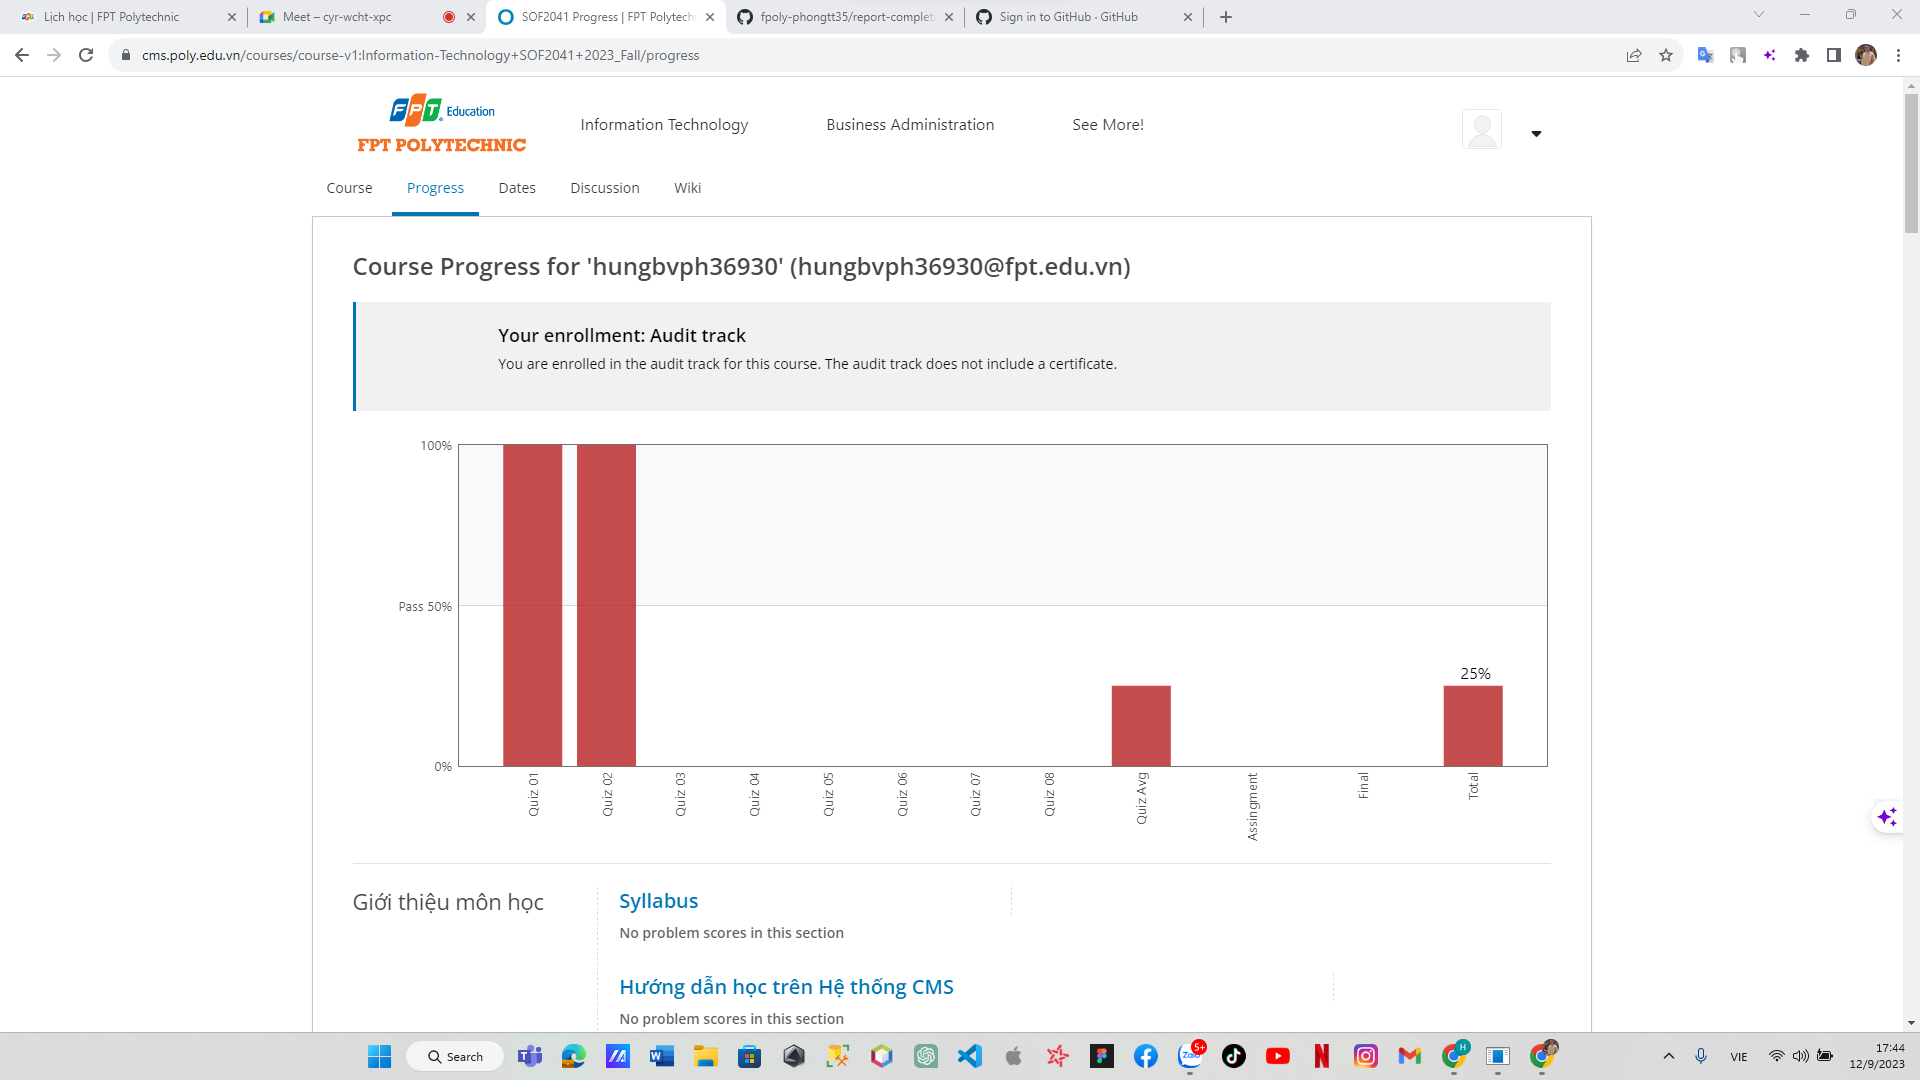 Lịch học | FPT Polytechnic
Meet – cyr-wcht-xpc
SOF2041 Progress | FPT Polytech
fpoly-phongtt35/report-complet
Sign in to GitHub · GitHub
cms.poly.edu.vn/courses/course-v1:Information-Technology+SOF2041+2023_Fall/progress
FPT Education
FPT POLYTECHNIC
Information Technology
Business Administration
See More!
Course
Progress
Dates
Discussion
Wiki
Course Progress for 'hungbvph36930' (hungbvph36930@fpt.edu.vn)
Your enrollment: Audit track
You are enrolled in the audit track for this course. The audit track does not include a certificate.
100%
Pass 50%
0%
25%
Quiz 01
Quiz 02
Quiz 03
Quiz 04
Quiz 05
Quiz 06
Quiz 07
Quiz 08
Quiz Avg
Assingment
Final
Total
Giới thiệu môn học
Syllabus
No problem scores in this section
Hướng dẫn học trên Hệ thống CMS
No problem scores in this section
Search
5+
Zalo
H
VIE
17:44
12/9/2023